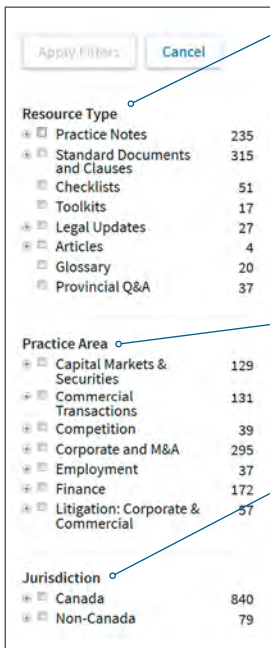 Apply Filters Cancel
Resource Type
Practice Notes 235
Standard Documents 315
and Clauses
Checklists 51
Toolkits 17
Legal Updates 27
Articles 4
Glossary 20
Provincial Q&A 37
Practice Area
Capital Markets & 129
Securities
Commercial 131
Transactions
Competition 39
Corporate and M&A 295
Employment 37
Finance 172
Litigation: Corporate & 57
Commercial
Jurisdiction
Canada 840
Non-Canada 79